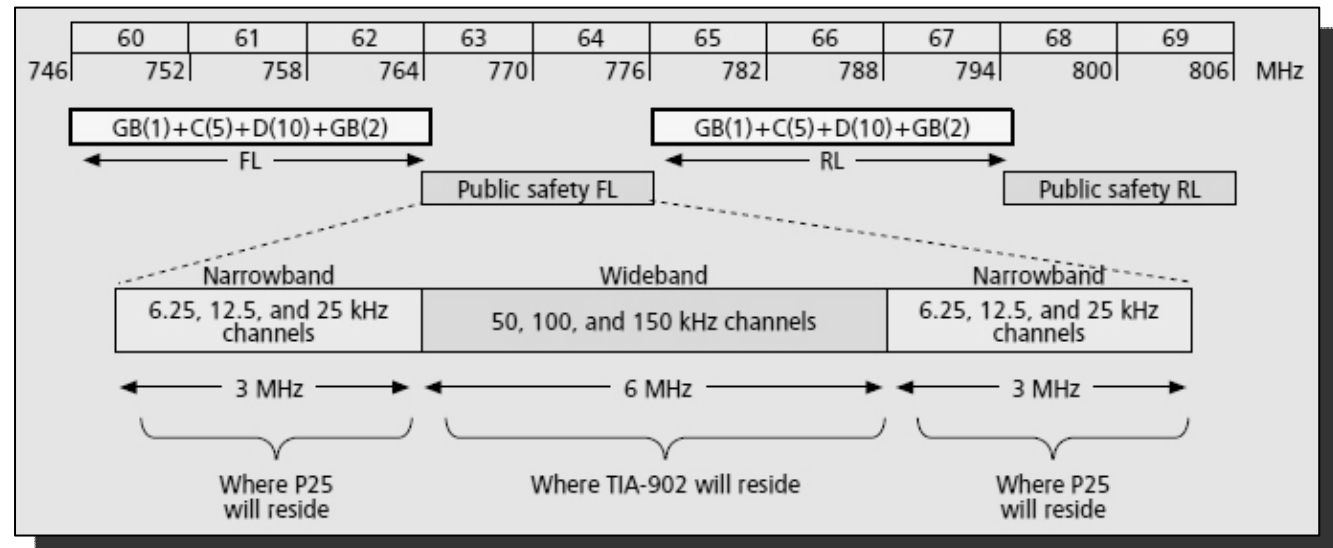 60 61 62 63 64 65 66 67 68 69
746 752 758 764 770 776 782 788 794 800 806 MHz
GB(1)+C(5)+D(10)+GB(2) GB(1)+C(5)+D(10)+GB(2)
FL RL
Public safety FL Public safety RL
Narrowband Wideband Narrowband
6.25, 12.5, and 25 kHz
channels
50, 100, and 150 kHz channels
6.25, 12.5, and 25 kHz
channels
3 MHz 6 MHz 3 MHz
Where P25
will reside
Where TIA-902 will reside
Where P25
will reside